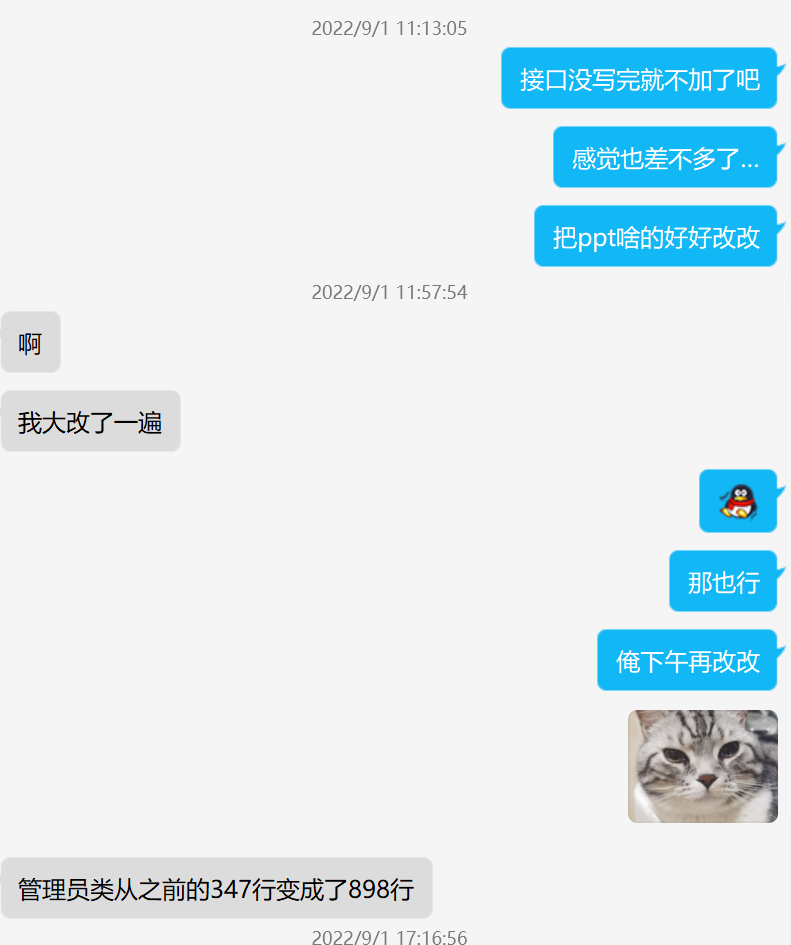 2022/9/1 11:13:05
接口没写完就不加了吧
感觉也差不多了...
把ppt啥的好好改改
2022/9/1 11:57:54
啊
我大改了一遍
那也行
俺下午再改改
管理员类从之前的347行变成了898行
2022/9/1 17:16:56